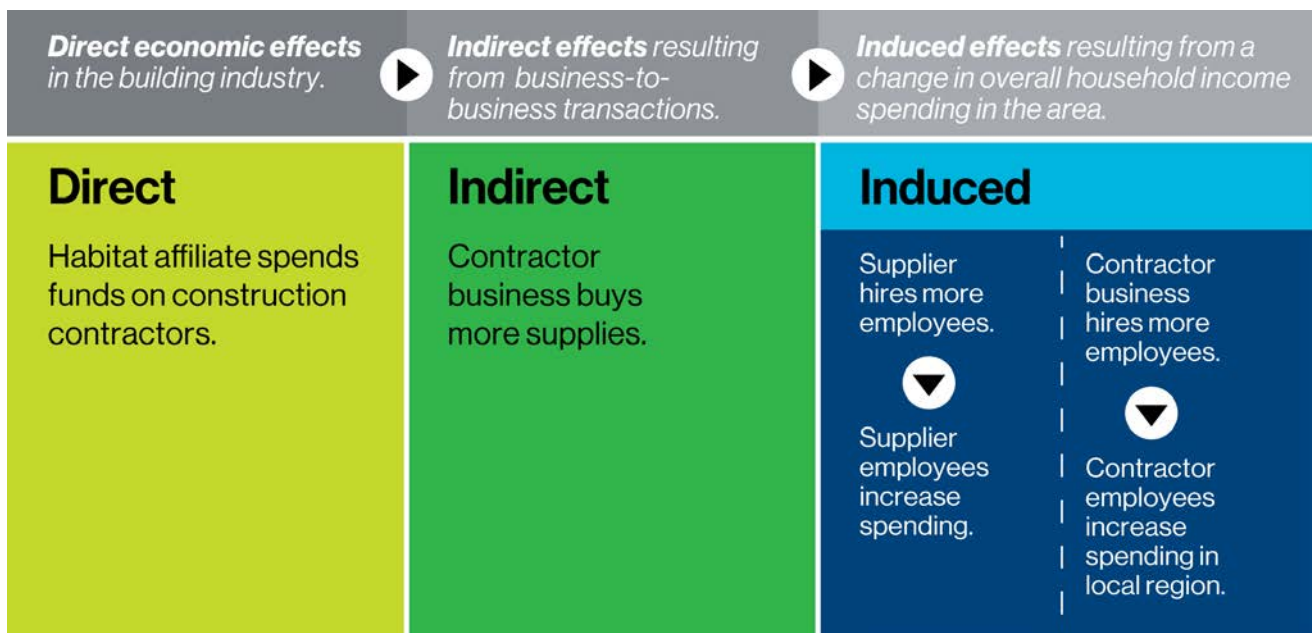 Direct economic effects
in the building industry.
Indirect effects resulting
from business-to-
business transactions.
Induced effects resulting from a
change in overall household income
spending in the area.
Direct
Habitat affiliate spends
funds on construction
contractors.
Indirect
Contractor
business buys
more supplies.
Induced
Supplier
hires more
employees.
Supplier
employees
increase
spending.
Contractor
business
hires more
employees.
Contractor
employees
increase
spending in
local region.